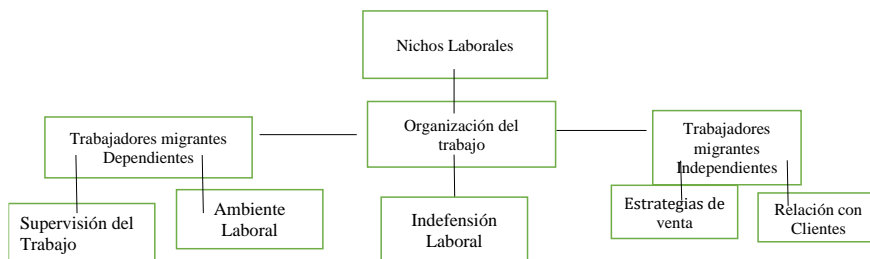 Nichos Laborales
Trabajadores migrantes
Dependientes
Organización del
trabajo
Trabajadores
migrantes
Independientes
Supervisión del
Trabajo
Ambiente
Laboral
Indefensión
Laboral
Estrategias de
venta
Relación con
Clientes